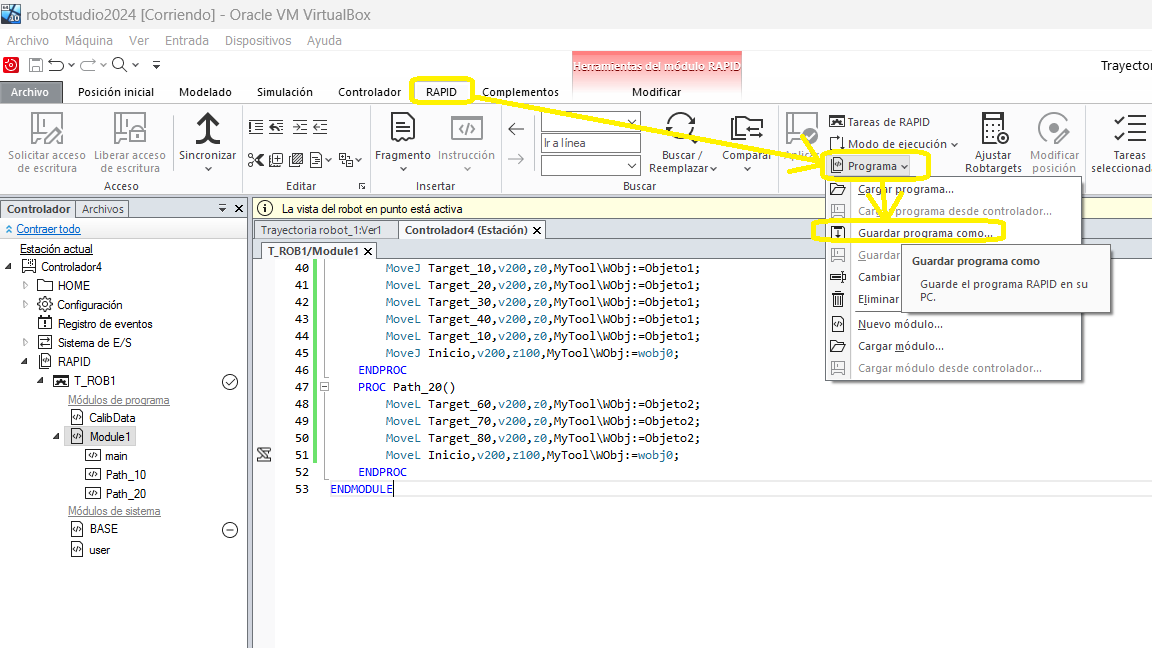 robotstudio2024 [Corriendo] - Oracle VM VirtualBox
Archivo Máquina Ver Entrada Dispositivos Ayuda
Herramientas del módulo RAPID
Trayector
Archivo Posición inicial Modelado Simulación Controlador RAPID Complementos Modificar
Solicitar acceso de escritura
Liberar acceso de escritura
Sincronizar
Acceso
Editar
Fragmento
Instrucción
Insertar
Ir a línea
Buscar / Reemplazar
Comparar
Buscar
Tareas de RAPID
Modo de ejecución
Programa
Ajustar Robtargets
Modificar posición
Tareas seleccionad
Cargar programa...
Cargar programa desde controlador...
Guardar programa como...
Guardar
Cambiar
Eliminar
Nuevo módulo...
Cargar módulo...
Cargar módulo desde controlador...
Guardar programa como
Guarde el programa RAPID en su
PC.
Controlador Archivos
Contraer todo
Estación actual
Controlador4
HOME
Configuración
Registro de eventos
Sistema de E/S
RAPID
T_ROB1
Módulos de programa
CalibData
Module1
main
Path_10
Path_20
Módulos de sistema
BASE
user
La vista del robot en punto está activa
Trayectoria robot_1:Ver1 Controlador4 (Estación)
T_ROB1/Module1
40 MoveJ Target_10,v200,z0,MyTool\WObj:=Objeto1;
41 MoveL Target_20,v200,z0,MyTool\WObj:=Objeto1;
42 MoveL Target_30,v200,z0,MyTool\WObj:=Objeto1;
43 MoveL Target_40,v200,z0,MyTool\WObj:=Objeto1;
44 MoveL Target_10,v200,z0,MyTool\WObj:=Objeto1;
45 MoveJ Inicio,v200,z100,MyTool\WObj:=wobj0;
46 ENDPROC
47 PROC Path_20()
48 MoveL Target_60,v200,z0,MyTool\WObj:=Objeto2;
49 MoveL Target_70,v200,z0,MyTool\WObj:=Objeto2;
50 MoveL Target_80,v200,z0,MyTool\WObj:=Objeto2;
51 MoveL Inicio,v200,z100,MyTool\WObj:=wobj0;
52 ENDPROC
53 ENDMODULE